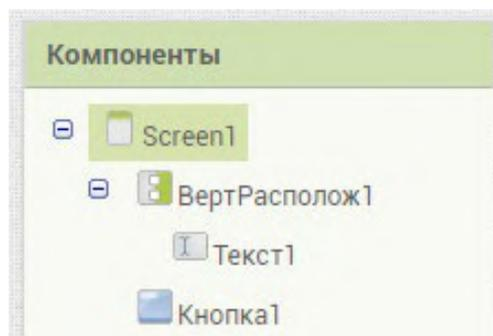 Компоненты
Screen1
ВертРасполож1
Текст1
Кнопка1